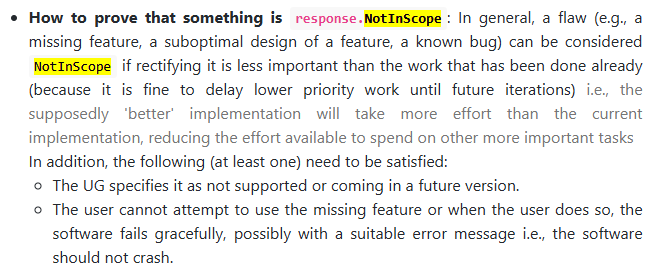 • How to prove that something is response.NotInScope : In general, a flaw (e.g., a
missing feature, a suboptimal design of a feature, a known bug) can be considered
NotInScope if rectifying it is less important than the work that has been done already
(because it is fine to delay lower priority work until future iterations) i.e., the
supposedly 'better' implementation will take more effort than the current
implementation, reducing the effort available to spend on other more important tasks
In addition, the following (at least one) need to be satisfied:
○ The UG specifies it as not supported or coming in a future version.
○ The user cannot attempt to use the missing feature or when the user does so, the
software fails gracefully, possibly with a suitable error message i.e., the software
should not crash.